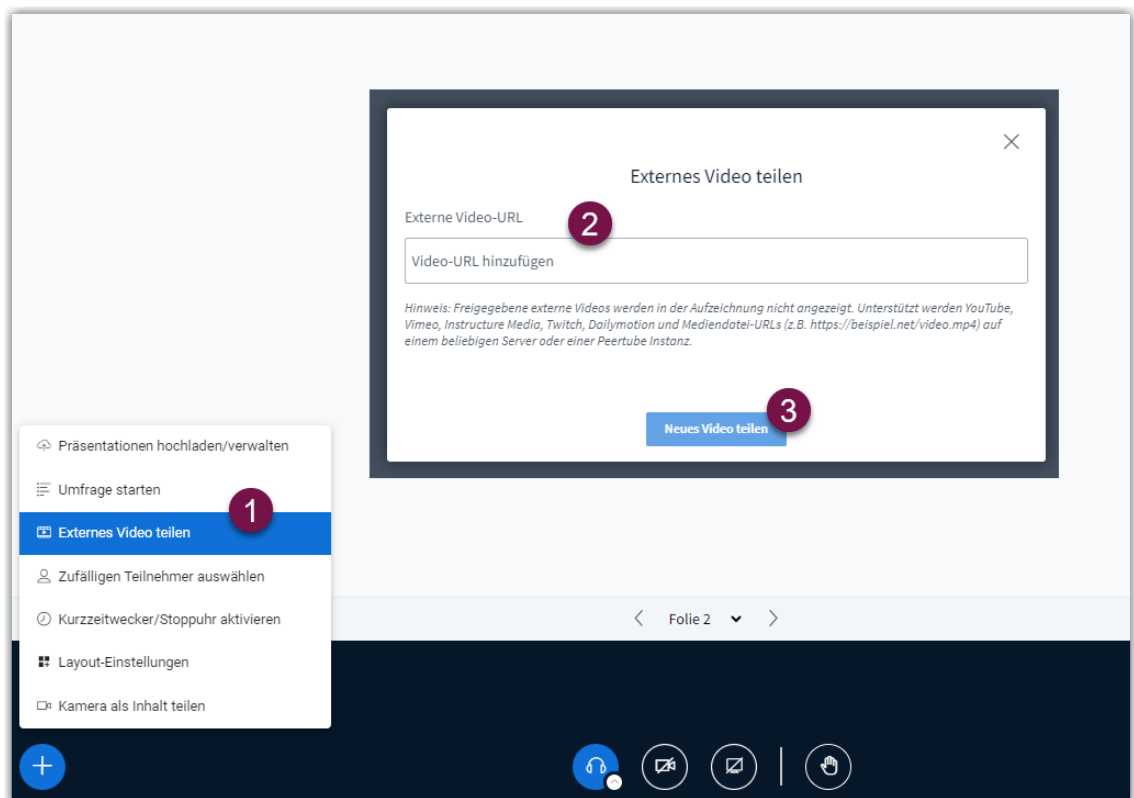 Externes Video teilen
Externe Video-URL
2
Video-URL hinzufügen
Hinweis: Freigegebene externe Videos werden in der Aufzeichnung nicht angezeigt. Unterstützt werden YouTube,
Vimeo, Instructure Media, Twitch, Dailymotion und Mediendatei-URLs (z.B. https://beispiel.net/video.mp4) auf
einem beliebigen Server oder einer Peertube Instanz.
3
Neues Video teilen
Präsentationen hochladen/verwalten
Umfrage starten
1
Externes Video teilen
Zufälligen Teilnehmer auswählen
Kurzzeitwecker/Stoppuhr aktivieren
Layout-Einstellungen
Kamera als Inhalt teilen
Folie 2